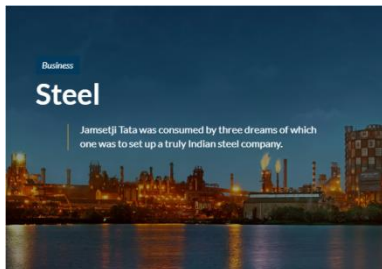 Business
Steel
Jamsetji Tata was consumed by three dreams of which
one was to set up a truly Indian steel company.